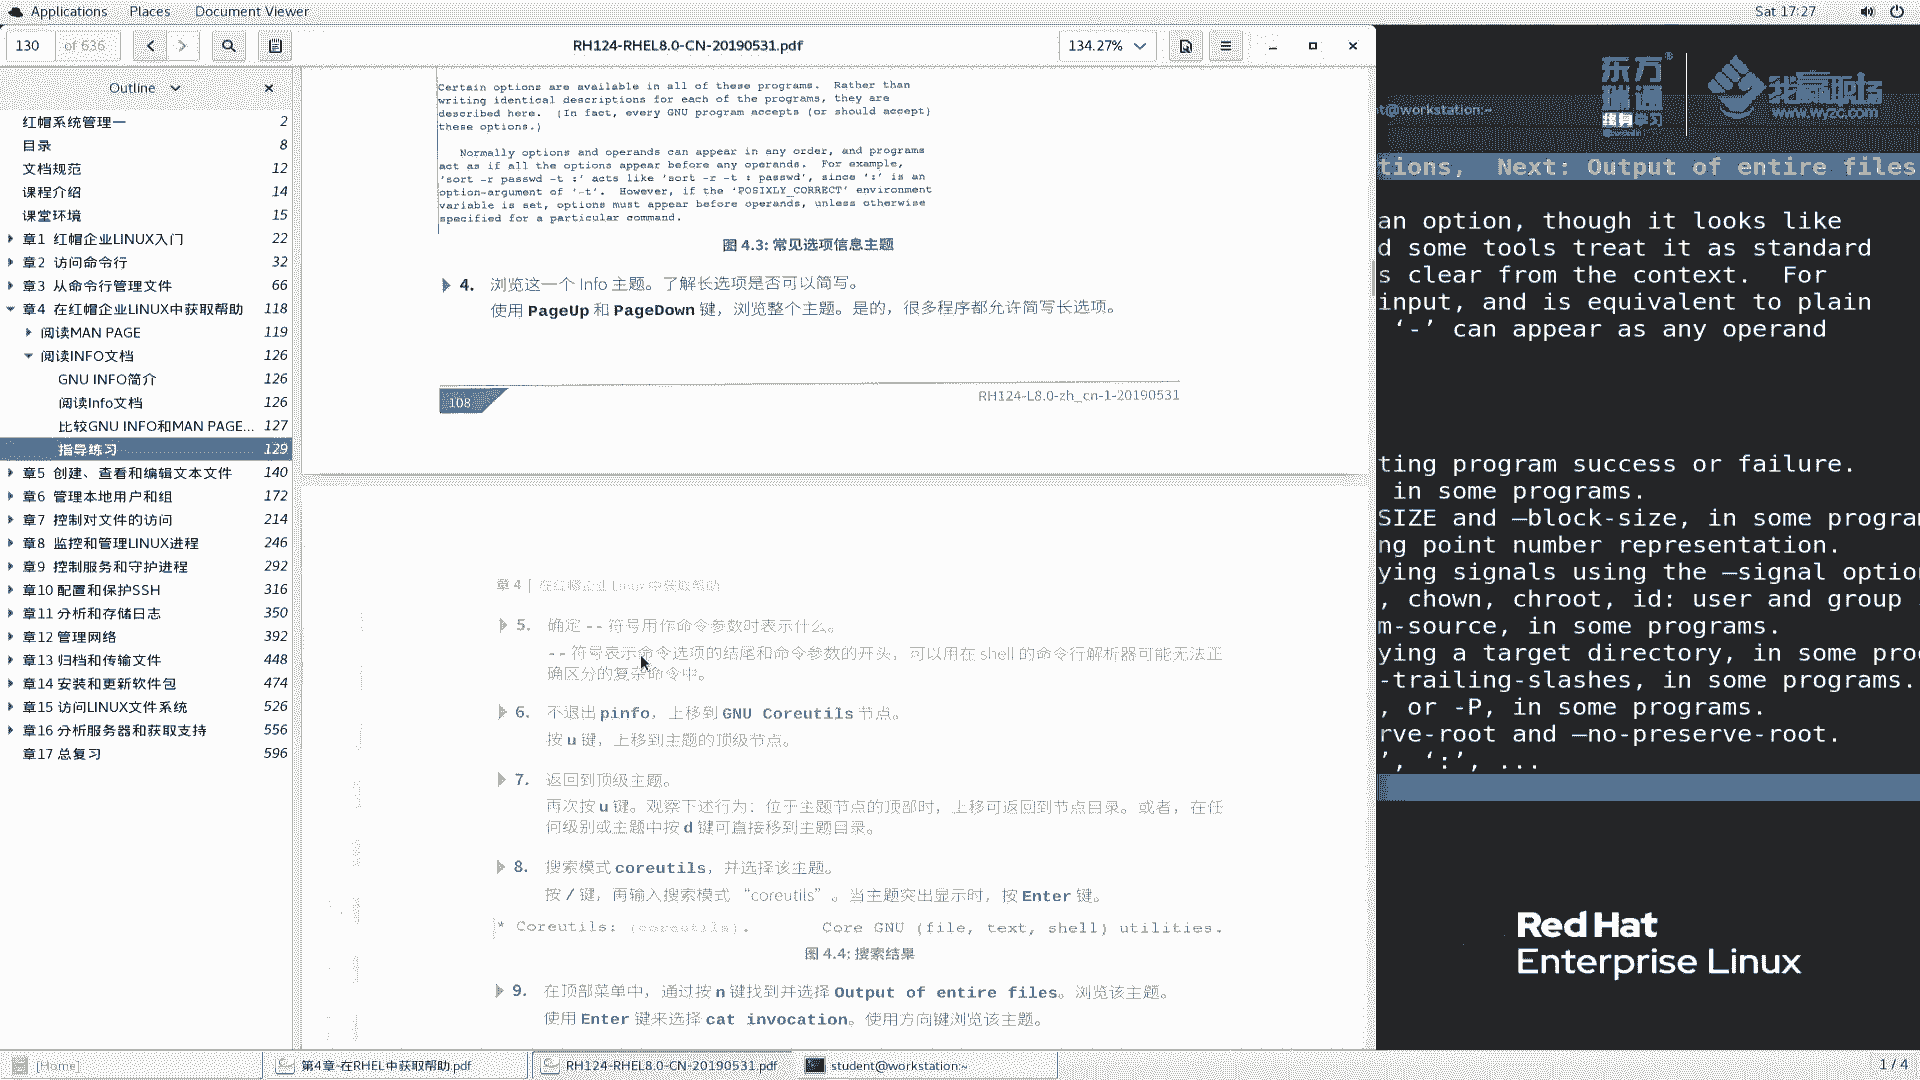 Applications Places Document Viewer
Sat 17:27
130 of 636
RH124-RHEL8.0-CN-20190531.pdf
134.27%
Outline
红帽系统管理一 2
目录 8
文档规范 12
课程介绍 14
课堂环境 15
章1 红帽企业LINUX入门 22
章2 访问命令行 32
章3 从命令行管理文件 66
章4 在红帽企业LINUX中获取帮助 118
阅读MAN PAGE 119
阅读INFO文档 126
GNU INFO简介 126
阅读Info文档 126
比较GNU INFO和MAN PAGE... 127
指导练习 129
章5 创建、查看和编辑文本文件 140
章6 管理本地用户和组 172
章7 控制对文件的访问 214
章8 监控和管理LINUX进程 246
章9 控制服务和守护进程 292
章10 配置和保护SSH 316
章11 分析和存储日志 350
章12 管理网络 392
章13 归档和传输文件 448
章14 安装和更新软件包 474
章15 访问LINUX文件系统 526
章16 分析服务器和获取支持 556
章17 总复习 596
Certain options are available in all of these programs. Rather than
writing identical descriptions for each of the programs, they are
described here. (In fact, every GNU program accepts (or should accept)
these options.)
Normally options and operands can appear in any order, and programs
act as if all the options appear before any operands. For example,
'sort -r passwd -t :' acts like 'sort -r -t : passwd', since ':' is an
option-argument of '-t'. However, if the 'POSIXLY_CORRECT' environment
variable is set, options must appear before operands, unless otherwise
specified for a particular command.
图 4.3: 常见选项信息主题
4. 浏览这一个 Info 主题。了解长选项是否可以简写。
使用 PageUp 和 PageDown 键，浏览整个主题。是的，很多程序都允许简写长选项。
108
RH124-L8.0-zh_cn-1-20190531
章 4 | 在红帽企业 Linux 中获取帮助
5. 确定 -- 符号用作命令参数时表示什么。
-- 符号表示命令选项的结尾和命令参数的开头，可以用在 shell 的命令行解析器可能无法正
确区分的复杂命令中。
6. 不退出 pinfo，上移到 GNU Coreutils 节点。
按 u 键，上移到主题的顶级节点。
7. 返回到顶级主题。
再次按 u 键。观察下述行为：位于主题节点的顶部时，上移可返回到节点目录。或者，在任
何级别或主题中按 d 键可直接移到主题目录。
8. 搜索模式 coreutils，并选择该主题。
按 / 键，再输入搜索模式 “coreutils” 。当主题突出显示时，按 Enter 键。
* Coreutils: (coreutils). Core GNU (file, text, shell) utilities.
图 4.4: 搜索结果
9. 在顶部菜单中，通过按 n 键找到并选择 Output of entire files。浏览该主题。
使用 Enter 键来选择 cat invocation。使用方向键浏览该主题。
东方瑞通®
终身学习
我赢职场
www.wyzc.com
t@workstation:~
tions, Next: Output of entire files
an option, though it looks like
d some tools treat it as standard
s clear from the context. For
input, and is equivalent to plain
‘-’ can appear as any operand
ting program success or failure.
in some programs.
SIZE and —block-size, in some progra
ng point number representation.
ying signals using the —signal optio
, chown, chroot, id: user and group
m-source, in some programs.
ying a target directory, in some pro
-trailing-slashes, in some programs.
, or -P, in some programs.
rve-root and —no-preserve-root.
’, ‘:’, ...
Red Hat
Enterprise Linux
[Home]
第4章-在RHEL中获取帮助.pdf
RH124-RHEL8.0-CN-20190531.pdf
student@workstation:~
1 / 4